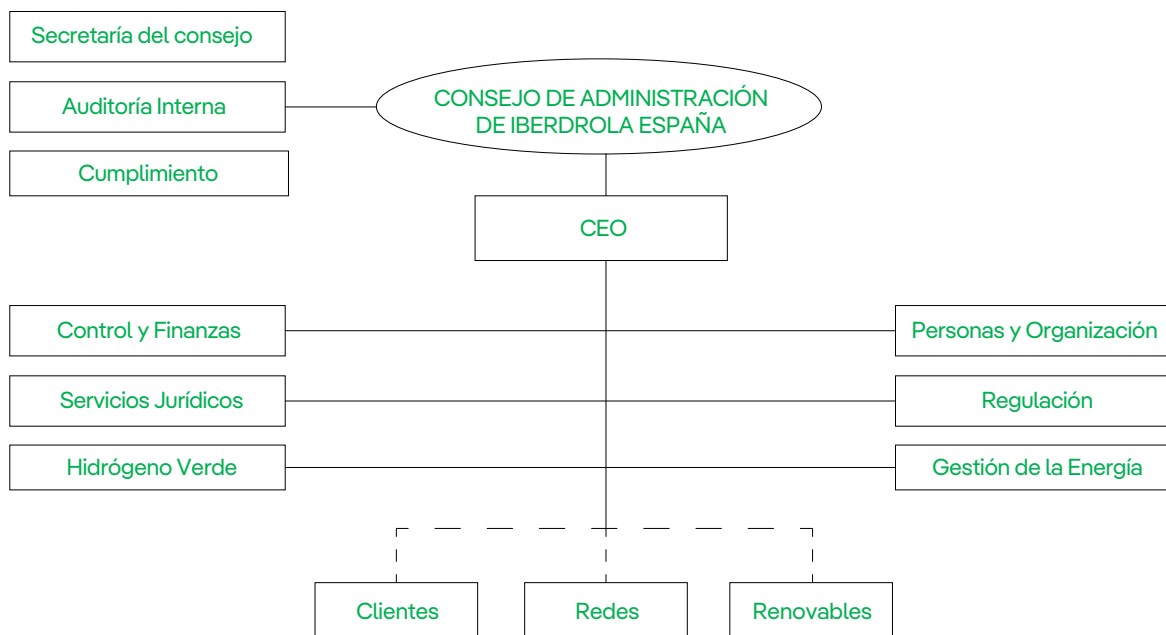 Secretaría del consejo
Auditoría Interna
Cumplimiento
CONSEJO DE ADMINISTRACIÓN
DE IBERDROLA ESPAÑA
CEO
Control y Finanzas
Personas y Organización
Servicios Jurídicos
Regulación
Hidrógeno Verde
Gestión de la Energía
Clientes
Redes
Renovables